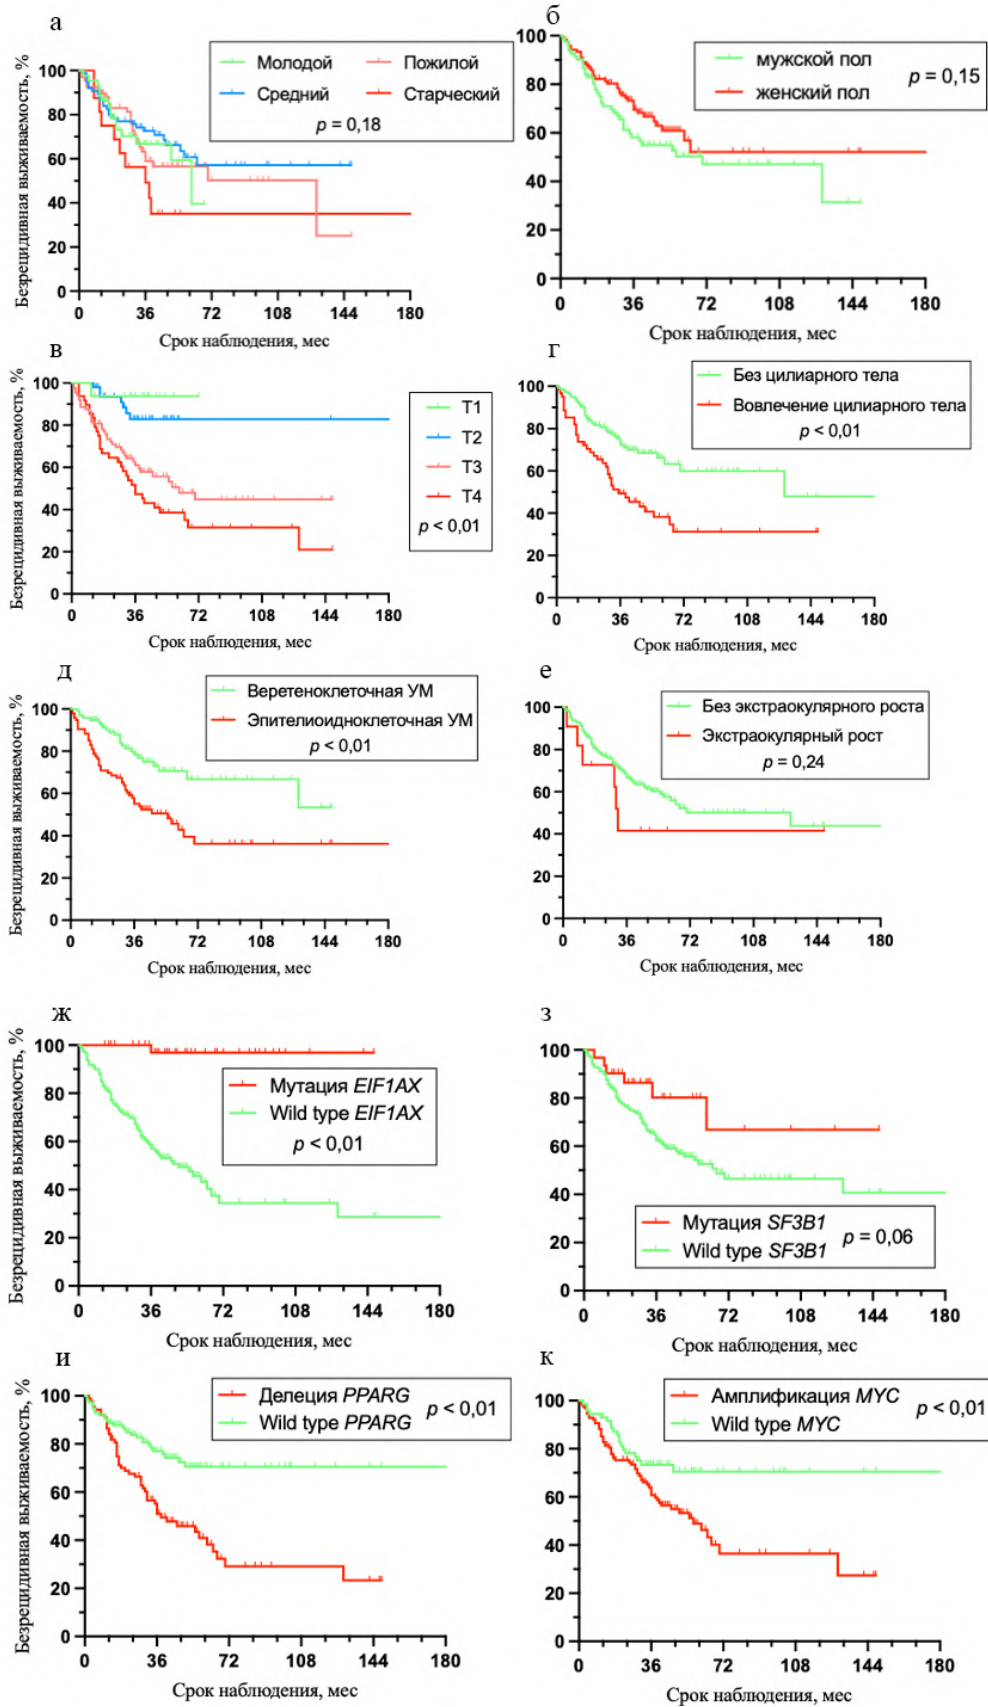 а
Безрецидивная выживаемость, %
100
80
60
40
20
0
0 36 72 108 144 180
Срок наблюдения, мес
Молодой Пожилой
Средний Старческий
p = 0,18
б
100
80
60
40
20
0
0 36 72 108 144 180
Срок наблюдения, мес
мужской пол
женский пол
p = 0,15
в
Безрецидивная выживаемость, %
100
80
60
40
20
0
0 36 72 108 144 180
Срок наблюдения, мес
T1
T2
T3
T4
p < 0,01
г
100
80
60
40
20
0
0 36 72 108 144 180
Срок наблюдения, мес
Без цилиарного тела
Вовлечение цилиарного тела
p < 0,01
д
Безрецидивная выживаемость, %
100
80
60
40
20
0
0 36 72 108 144 180
Срок наблюдения, мес
Веретеноклеточная УМ
Эпителиоидноклеточная УМ
p < 0,01
е
100
80
60
40
20
0
0 36 72 108 144 180
Срок наблюдения, мес
Без экстраокулярного роста
Экстраокулярный рост
p = 0,24
ж
Безрецидивная выживаемость, %
100
80
60
40
20
0
0 36 72 108 144 180
Срок наблюдения, мес
Мутация EIF1AX
Wild type EIF1AX
p < 0,01
з
100
80
60
40
20
0
0 36 72 108 144 180
Срок наблюдения, мес
Мутация SF3B1
Wild type SF3B1
p = 0,06
и
Безрецидивная выживаемость, %
100
80
60
40
20
0
0 36 72 108 144 180
Срок наблюдения, мес
Делеция PPARG
Wild type PPARG
p < 0,01
к
100
80
60
40
20
0
0 36 72 108 144 180
Срок наблюдения, мес
Амплификация MYC
Wild type MYC
p < 0,01